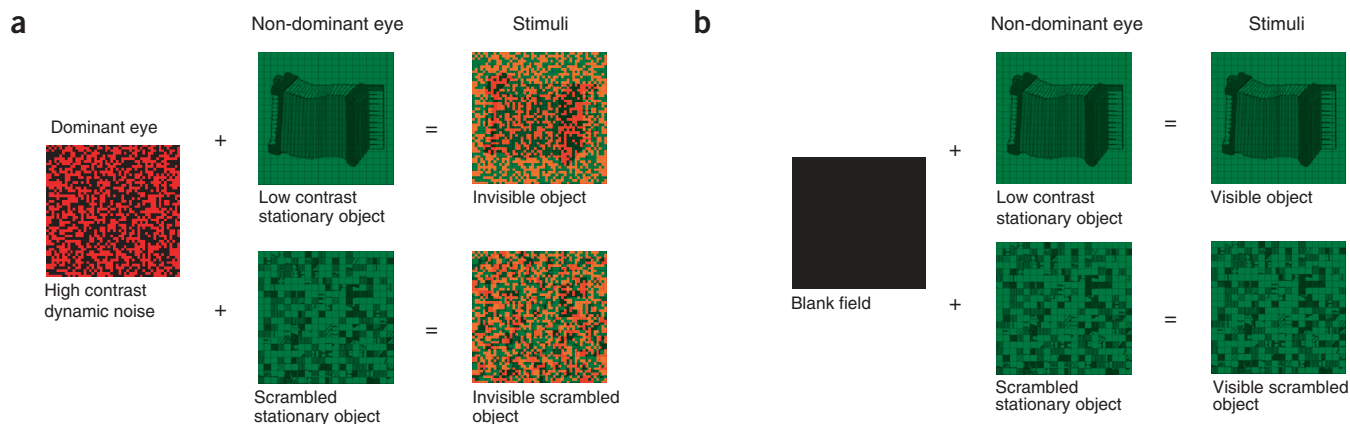 a
Non-dominant eye
Stimuli
Dominant eye
+
=
Low contrast
stationary object
Invisible object
High contrast
dynamic noise
+
=
Scrambled
stationary object
Invisible scrambled
object
b
Non-dominant eye
Stimuli
+
=
Low contrast
stationary object
Visible object
Blank field
+
=
Scrambled
stationary object
Visible scrambled
object